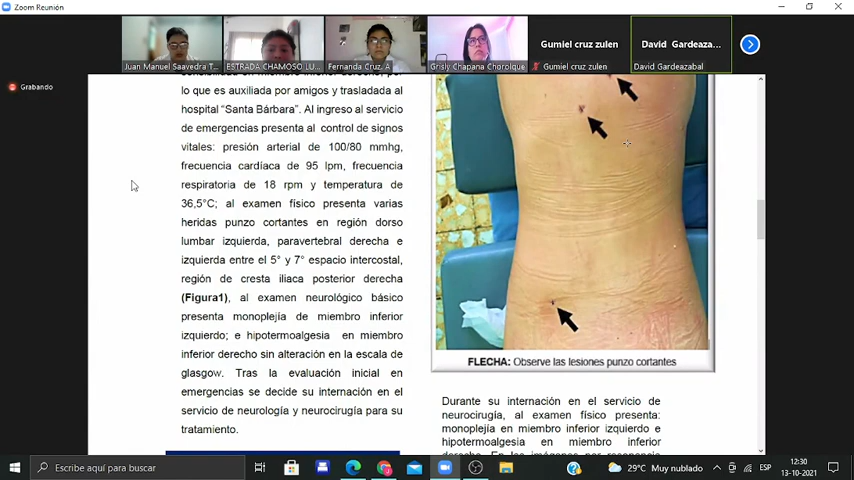 Zoom Reunión
Juan Manuel Saavedra T...
ESTRADA CHAMOSO LU...
Fernanda Cruz. A
Grisly Chapana Chorolque
Gumiel cruz zulen
Gumiel cruz zulen
David Gardeaza...
David Gardeazabal
Grabando
sensibilidad en miembro inferior derecho, por
lo que es auxiliada por amigos y trasladada al
hospital “Santa Bárbara”. Al ingreso al servicio
de emergencias presenta al control de signos
vitales: presión arterial de 100/80 mmhg,
frecuencia cardíaca de 95 lpm, frecuencia
respiratoria de 18 rpm y temperatura de
36,5°C; al examen físico presenta varias
heridas punzo cortantes en región dorso
lumbar izquierda, paravertebral derecha e
izquierda entre el 5° y 7° espacio intercostal,
región de cresta iliaca posterior derecha
(Figura1), al examen neurológico básico
presenta monoplejía de miembro inferior
izquierdo; e hipotermoalgesia en miembro
inferior derecho sin alteración en la escala de
glasgow. Tras la evaluación inicial en
emergencias se decide su internación en el
servicio de neurología y neurocirugía para su
tratamiento.
FLECHA: Observe las lesiones punzo cortantes
Durante su internación en el servicio de
neurocirugía, al examen físico presenta:
monoplejía en miembro inferior izquierdo e
hipotermoalgesia en miembro inferior
Escribe aquí para buscar
29°C Muy nublado
ESP
12:30
13-10-2021